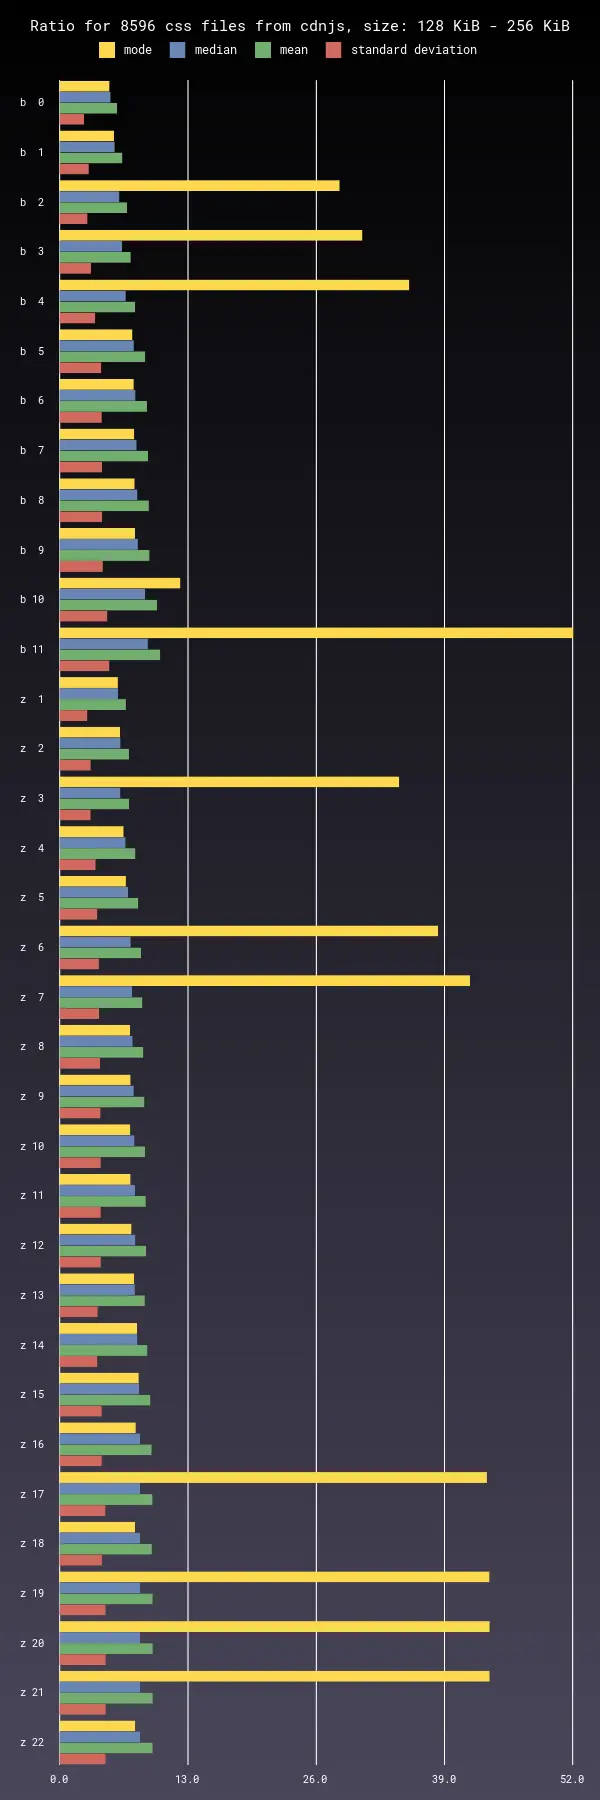 Ratio for 8596 css files from cdnjs, size: 128 KiB - 256 KiB
mode median mean standard deviation
b 0
b 1
b 2
b 3
b 4
b 5
b 6
b 7
b 8
b 9
b 10
b 11
z 1
z 2
z 3
z 4
z 5
z 6
z 7
z 8
z 9
z 10
z 11
z 12
z 13
z 14
z 15
z 16
z 17
z 18
z 19
z 20
z 21
z 22
0.0 13.0 26.0 39.0 52.0